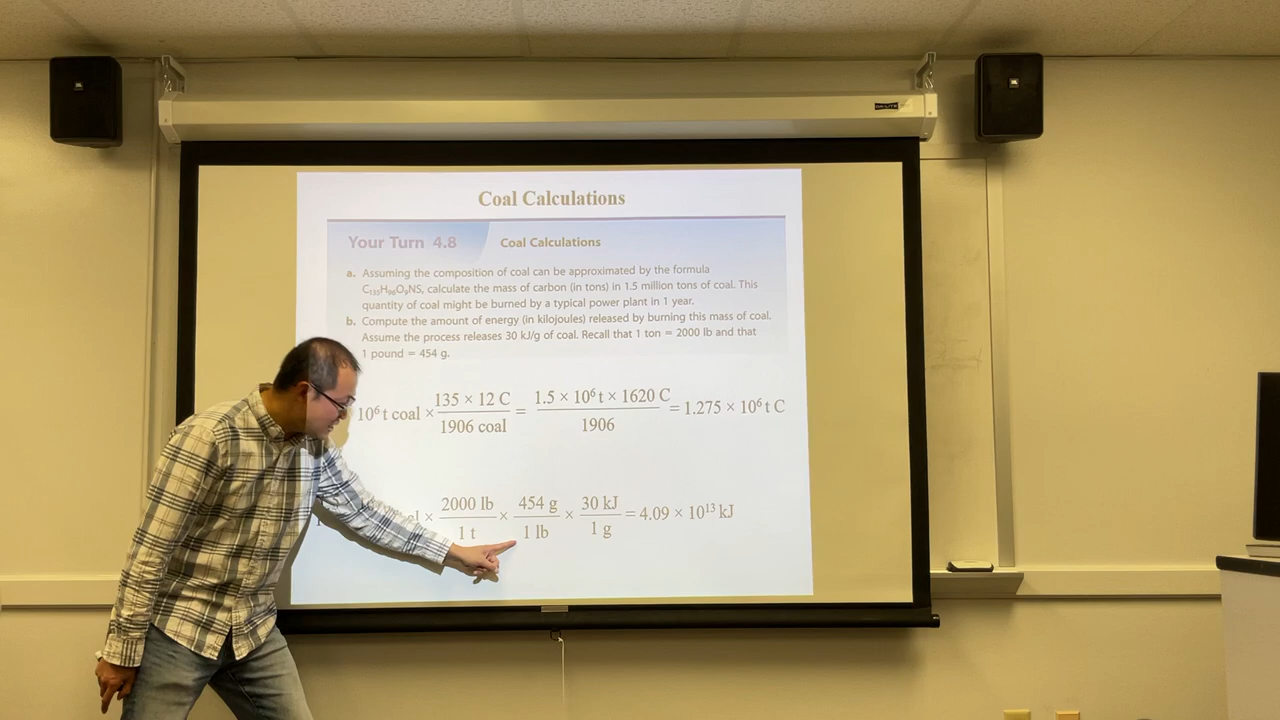 Coal Calculations
Your Turn 4.8 Coal Calculations
a. Assuming the composition of coal can be approximated by the formula
C₁₃₅H₉₆O₉NS, calculate the mass of carbon (in tons) in 1.5 million tons of coal. This
quantity of coal might be burned by a typical power plant in 1 year.
b. Compute the amount of energy (in kilojoules) released by burning this mass of coal.
Assume the process releases 30 kJ/g of coal. Recall that 1 ton = 2000 lb and that
1 pound = 454 g.
10⁶ t coal × 135 × 12 C / 1906 coal = 1.5 × 10⁶ t × 1620 C / 1906 = 1.275 × 10⁶ t C
× 2000 lb / 1 t × 454 g / 1 lb × 30 kJ / 1 g = 4.09 × 10¹³ kJ